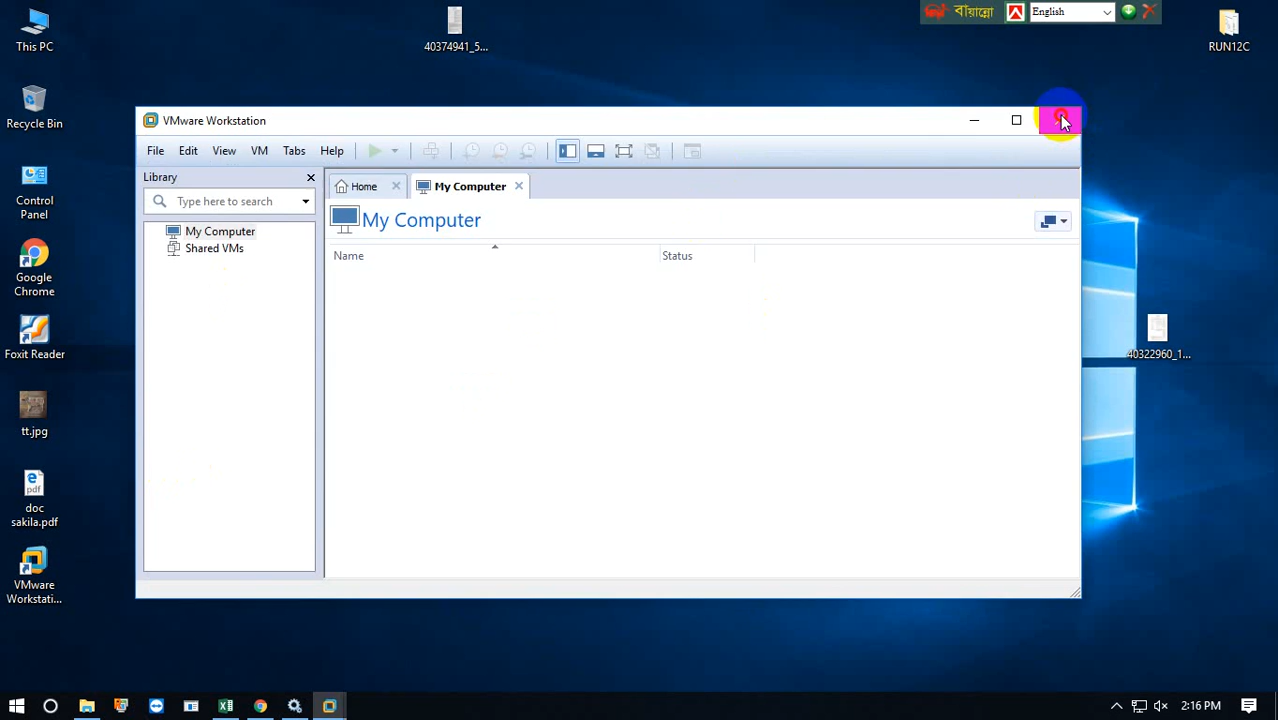 This PC
Recycle Bin
Control
Panel
Google
Chrome
Foxit Reader
tt.jpg
pdf
doc
sakila.pdf
VMware
Workstati...
40374941_5...
বায়ান্নো
English
RUN12C
40322960_1...
VMware Workstation
File Edit View VM Tabs Help
Library
Type here to search
My Computer
Shared VMs
Home
My Computer
My Computer
Name Status
2:16 PM